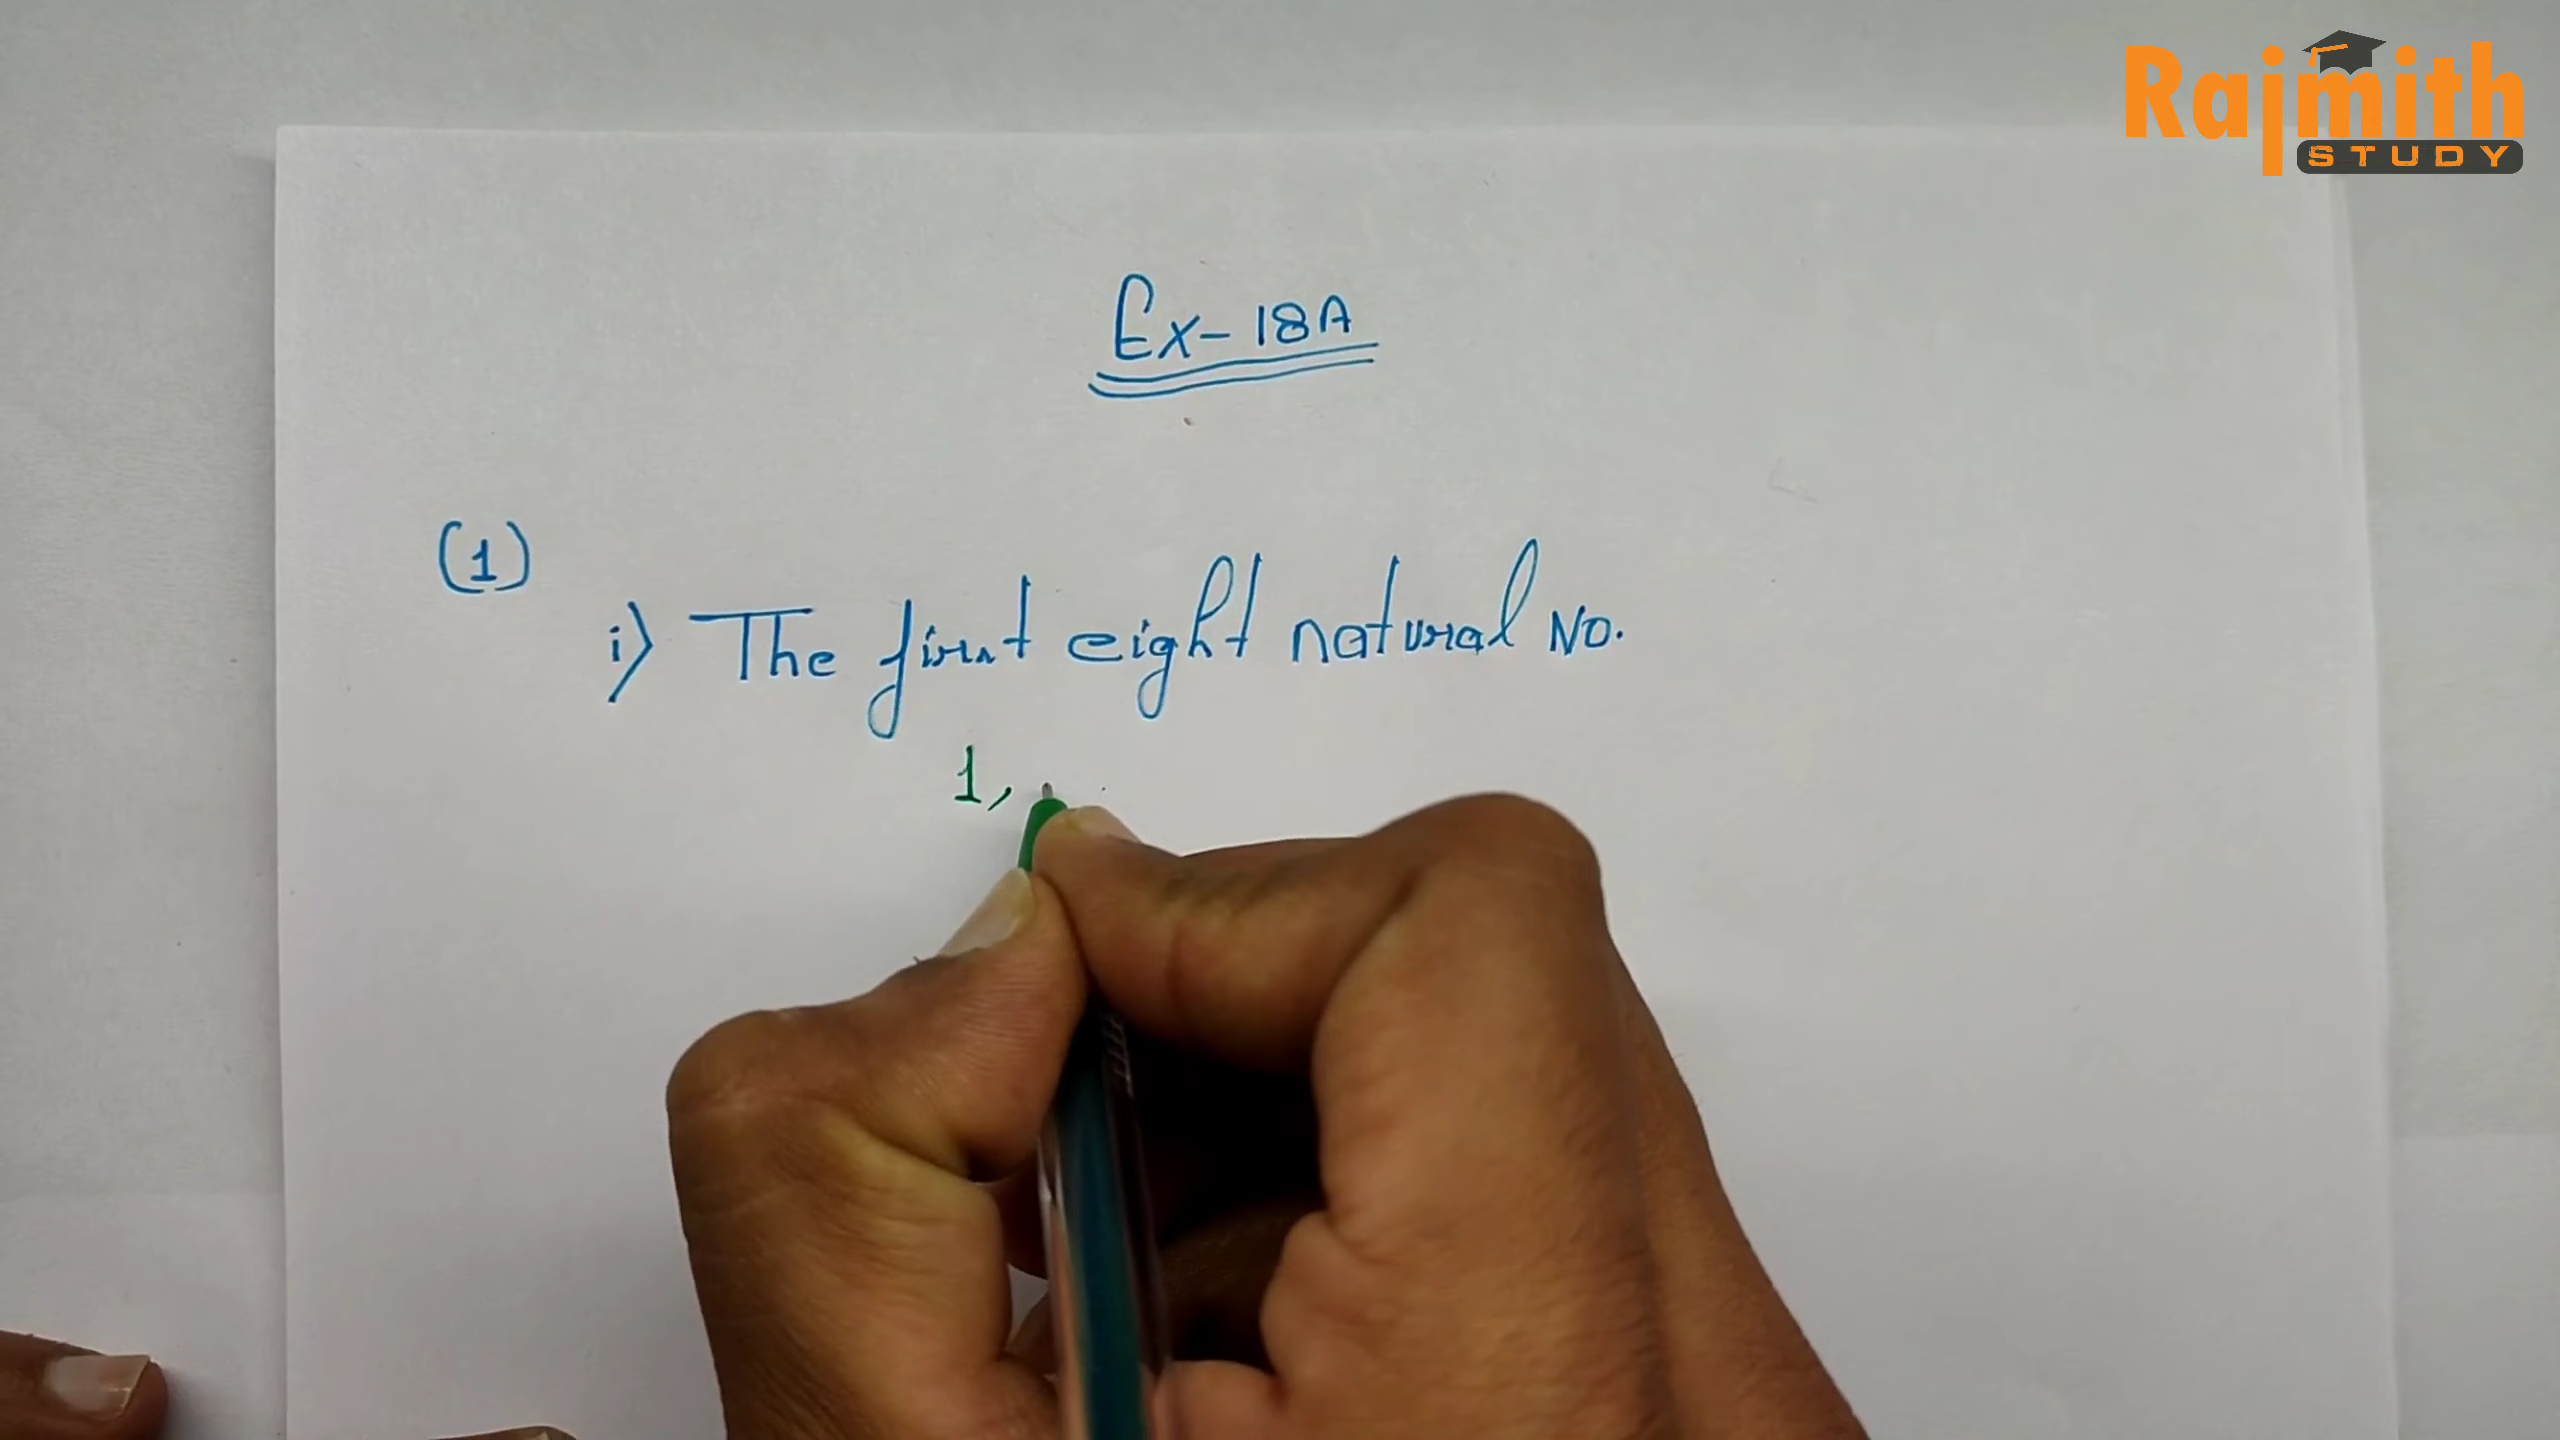 Rajmith
STUDY
Ex- 18A
(1)
i) The first eight natural No.
1,